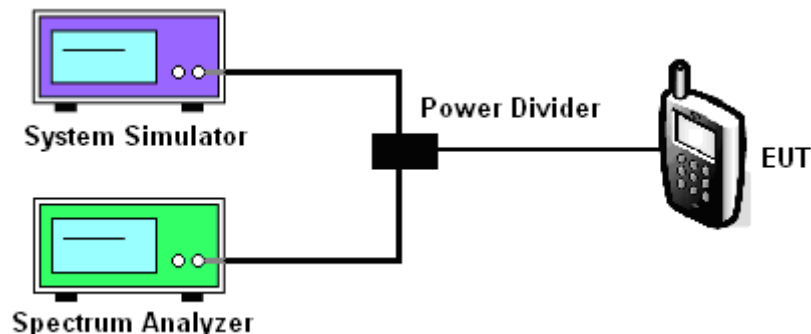 System Simulator
Power Divider
EUT
Spectrum Analyzer